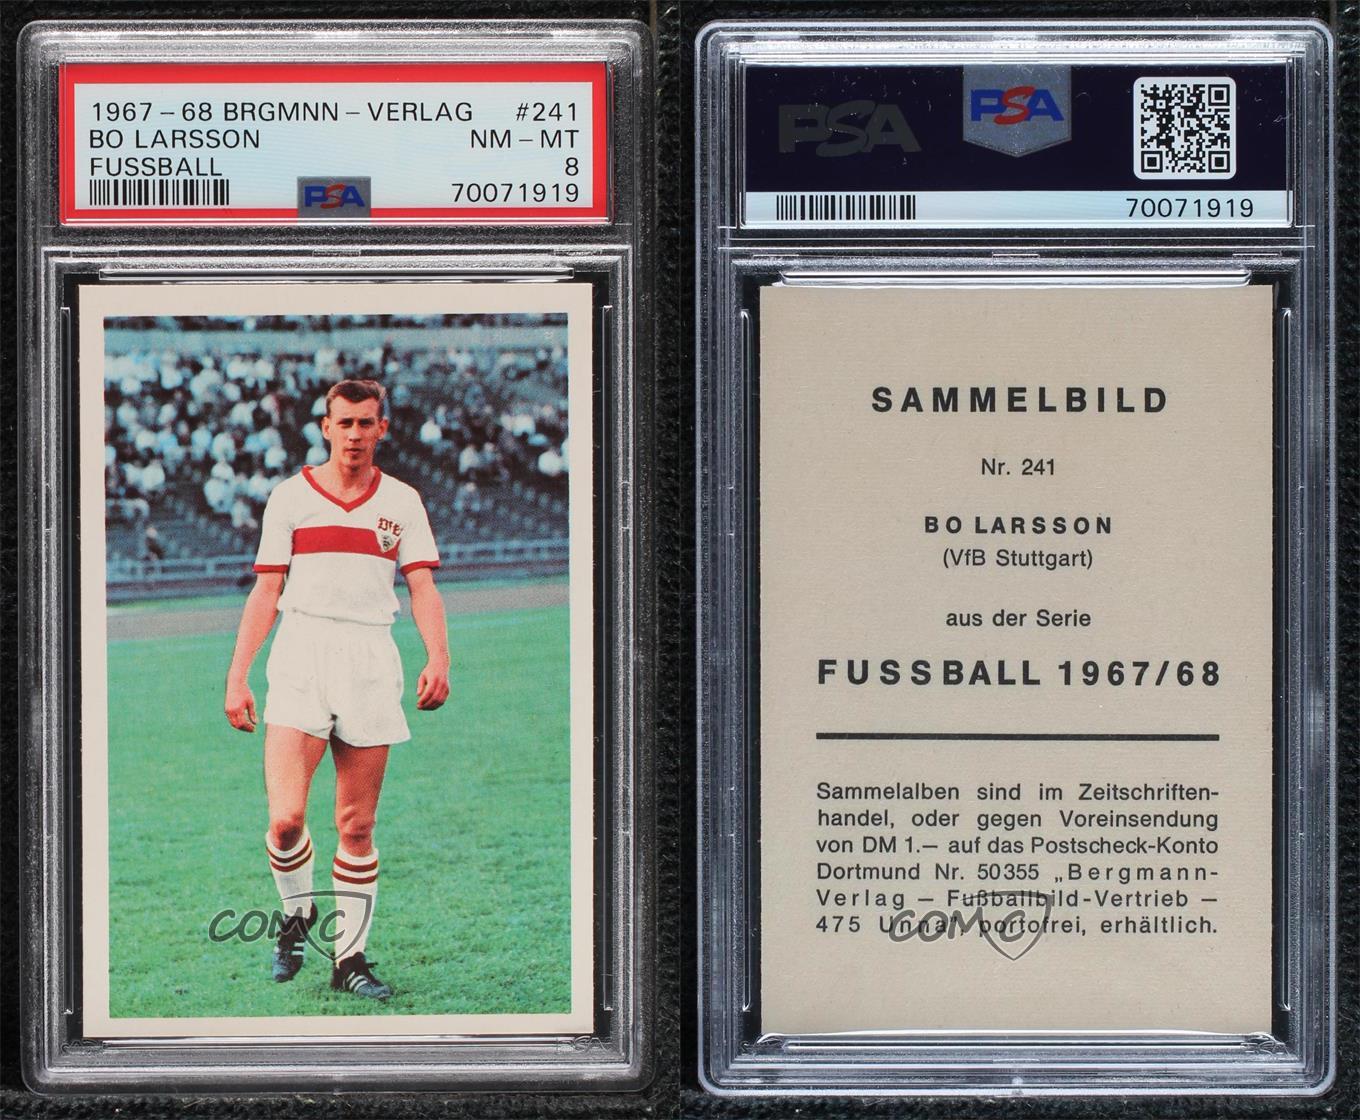 1967-68 BRGMNN-VERLAG #241
BO LARSSON NM-MT
FUSSBALL 8
PSA 70071919
VfB
COMC
PSA PSA
70071919
SAMMELBILD
Nr. 241
BO LARSSON
(VfB Stuttgart)
aus der Serie
FUSSBALL 1967/68
Sammelalben sind im Zeitschriften-
handel, oder gegen Voreinsendung
von DM 1.— auf das Postscheck-Konto
Dortmund Nr. 50355 „Bergmann-
Verlag — Fußballbild-Vertrieb —
475 Unna", portofrei, erhältlich.
COMC